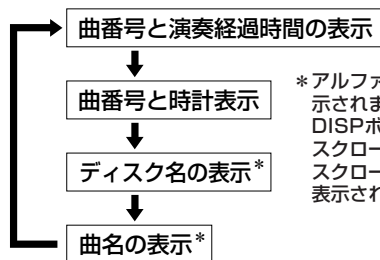 曲番号と演奏経過時間の表示
曲番号と時計表示
ディスク名の表示*
曲名の表示*
*アルファ
示されま
DISPボ
スクロー
スクロー
表示され